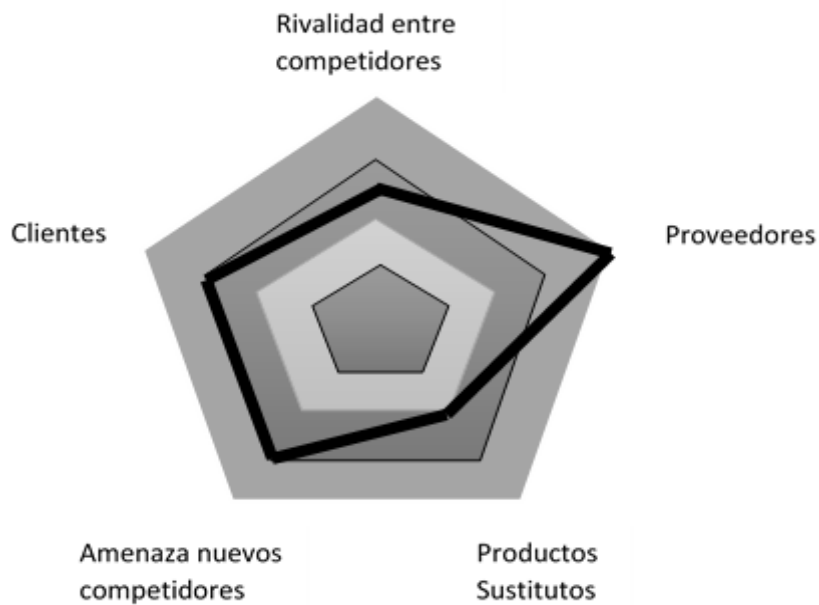 Rivalidad entre
competidores
Clientes
Proveedores
Amenaza nuevos
competidores
Productos
Sustitutos